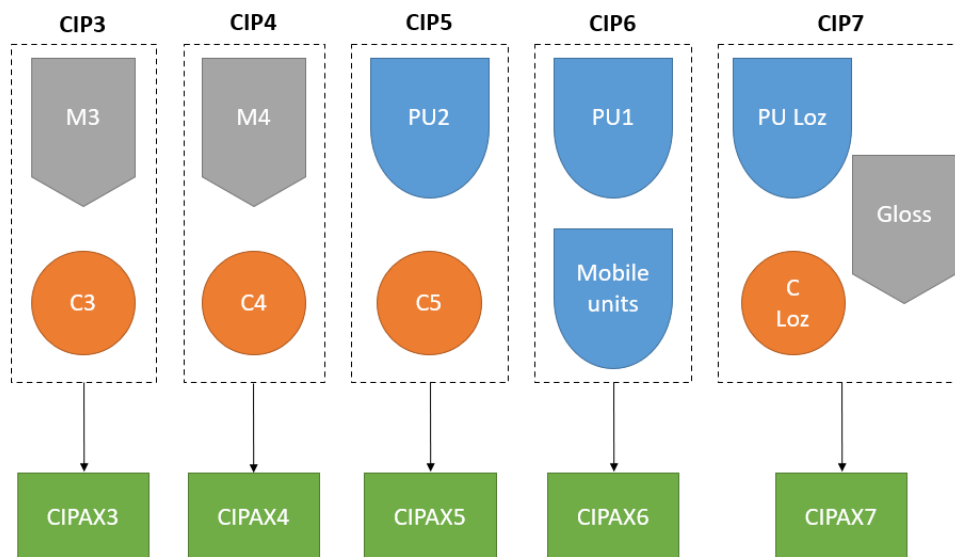 CIP3
CIP4
CIP5
CIP6
CIP7
M3
M4
PU2
PU1
PU Loz
Gloss
C3
C4
C5
Mobile
units
C
Loz
CIPAX3
CIPAX4
CIPAX5
CIPAX6
CIPAX7